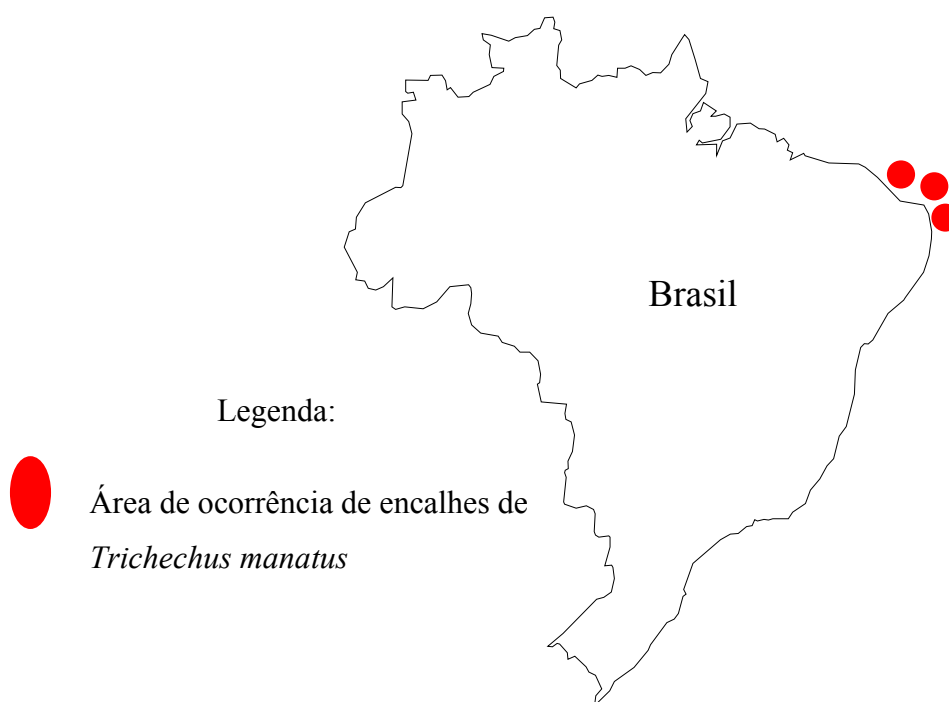 Brasil
Legenda:
Área de ocorrência de encalhes de
Trichechus manatus